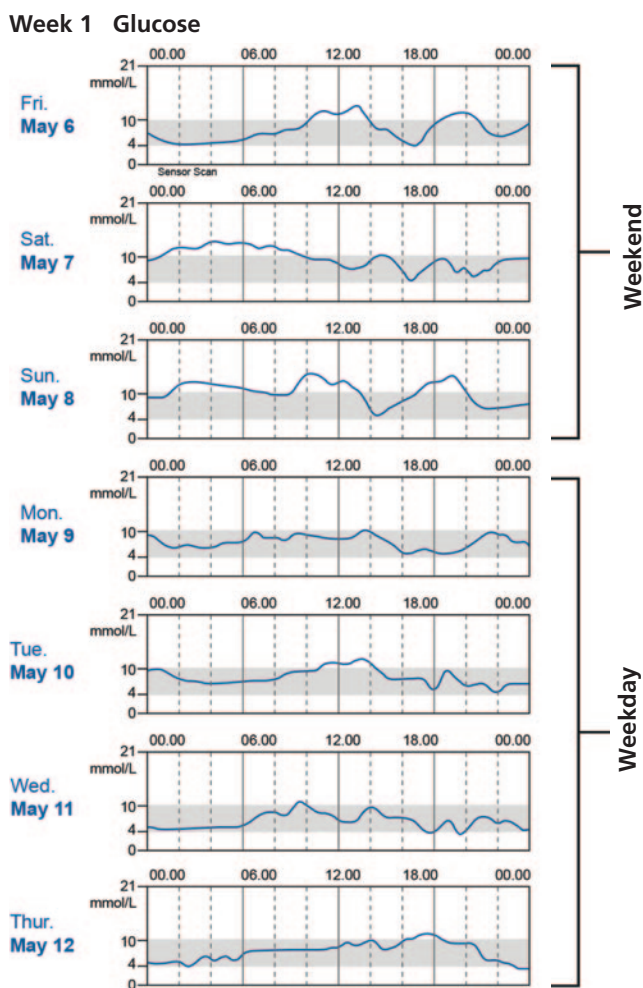 Week 1 Glucose
00.00 06.00 12.00 18.00 00.00
21
mmol/L
Fri.
May 6
10
4
0
Sensor Scan
00.00 06.00 12.00 18.00 00.00
21
mmol/L
Sat.
May 7
10
4
0
00.00 06.00 12.00 18.00 00.00
21
mmol/L
Sun.
May 8
10
4
0
Weekend
00.00 06.00 12.00 18.00 00.00
21
mmol/L
Mon.
May 9
10
4
0
00.00 06.00 12.00 18.00 00.00
21
mmol/L
Tue.
May 10
10
4
0
00.00 06.00 12.00 18.00 00.00
21
mmol/L
Wed.
May 11
10
4
0
00.00 06.00 12.00 18.00 00.00
21
mmol/L
Thur.
May 12
10
4
0
Weekday